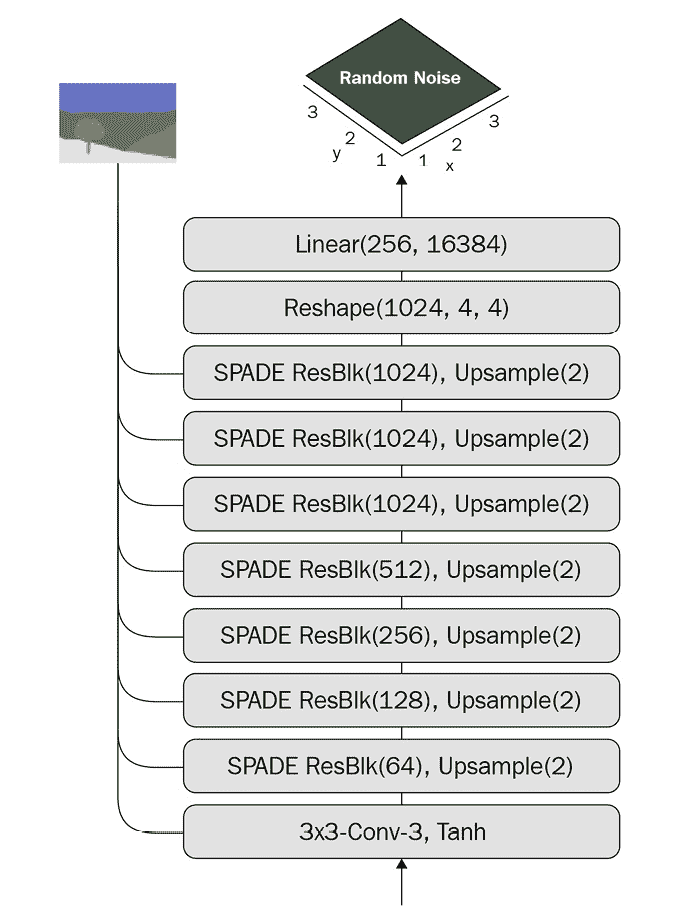 Random Noise
3
3
2
2
y
1
1
x
Linear(256, 16384)
Reshape(1024, 4, 4)
SPADE ResBlk(1024), Upsample(2)
SPADE ResBlk(1024), Upsample(2)
SPADE ResBlk(1024), Upsample(2)
SPADE ResBlk(512), Upsample(2)
SPADE ResBlk(256), Upsample(2)
SPADE ResBlk(128), Upsample(2)
SPADE ResBlk(64), Upsample(2)
3x3-Conv-3, Tanh